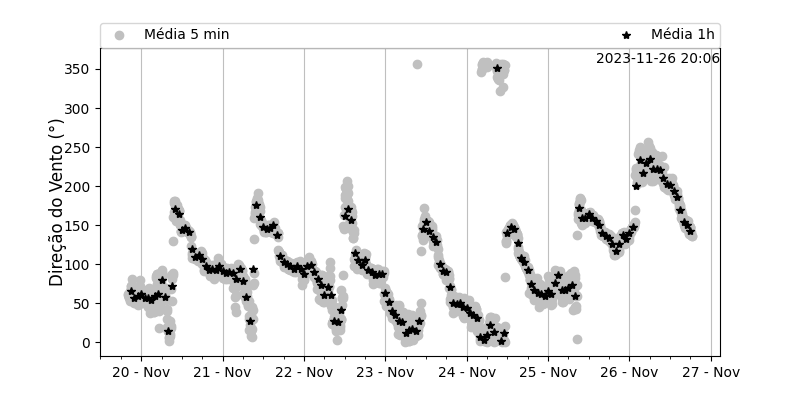 Média 5 min
Média 1h
2023-11-26 20:06
Direção do Vento (°)
350
300
250
200
150
100
50
0
20 - Nov
21 - Nov
22 - Nov
23 - Nov
24 - Nov
25 - Nov
26 - Nov
27 - Nov